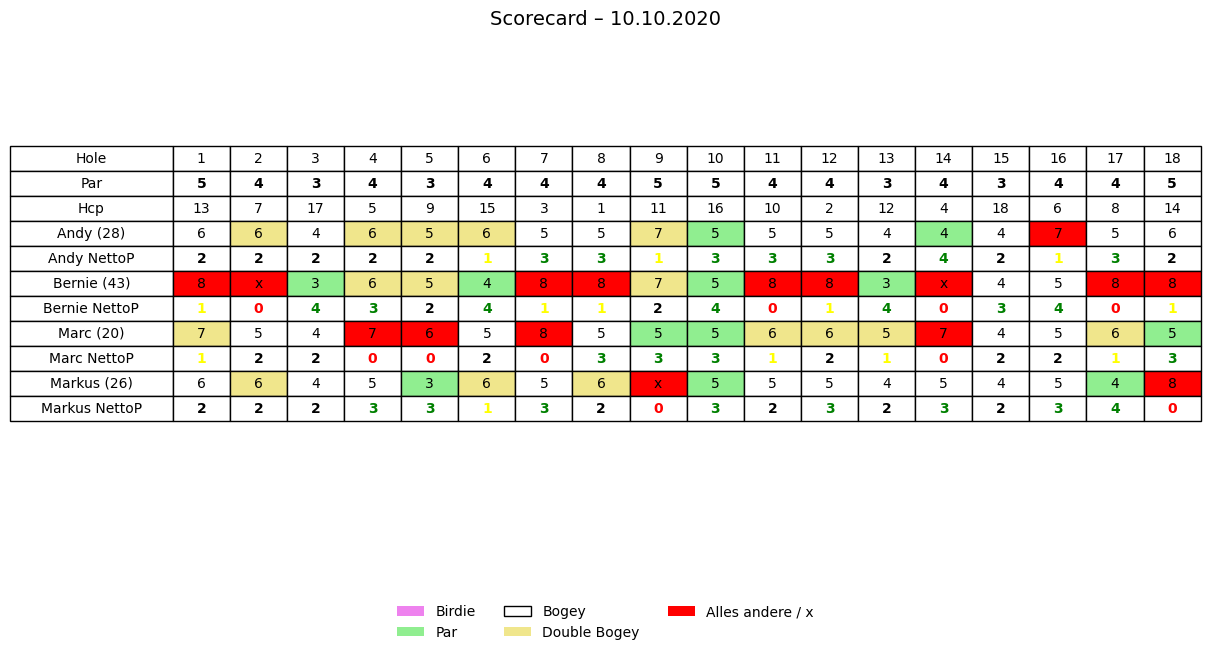 Scorecard – 10.10.2020
Hole 1 2 3 4 5 6 7 8 9 10 11 12 13 14 15 16 17 18
Par 5 4 3 4 3 4 4 4 5 5 4 4 3 4 3 4 4 5
Hcp 13 7 17 5 9 15 3 1 11 16 10 2 12 4 18 6 8 14
Andy (28) 6 6 4 6 5 6 5 5 7 5 5 5 4 4 4 7 5 6
Andy NettoP 2 2 2 2 2 1 3 3 1 3 3 3 2 4 2 1 3 2
Bernie (43) 8 x 3 6 5 4 8 8 7 5 8 8 3 x 4 5 8 8
Bernie NettoP 1 0 4 3 2 4 1 1 2 4 0 1 4 0 3 4 0 1
Marc (20) 7 5 4 7 6 5 8 5 5 5 6 6 5 7 4 5 6 5
Marc NettoP 1 2 2 0 0 2 0 3 3 3 1 2 1 0 2 2 1 3
Markus (26) 6 6 4 5 3 6 5 6 x 5 5 5 4 5 4 5 4 8
Markus NettoP 2 2 2 3 3 1 3 2 0 3 2 3 2 3 2 3 4 0
Birdie Bogey Alles andere / x
Par Double Bogey